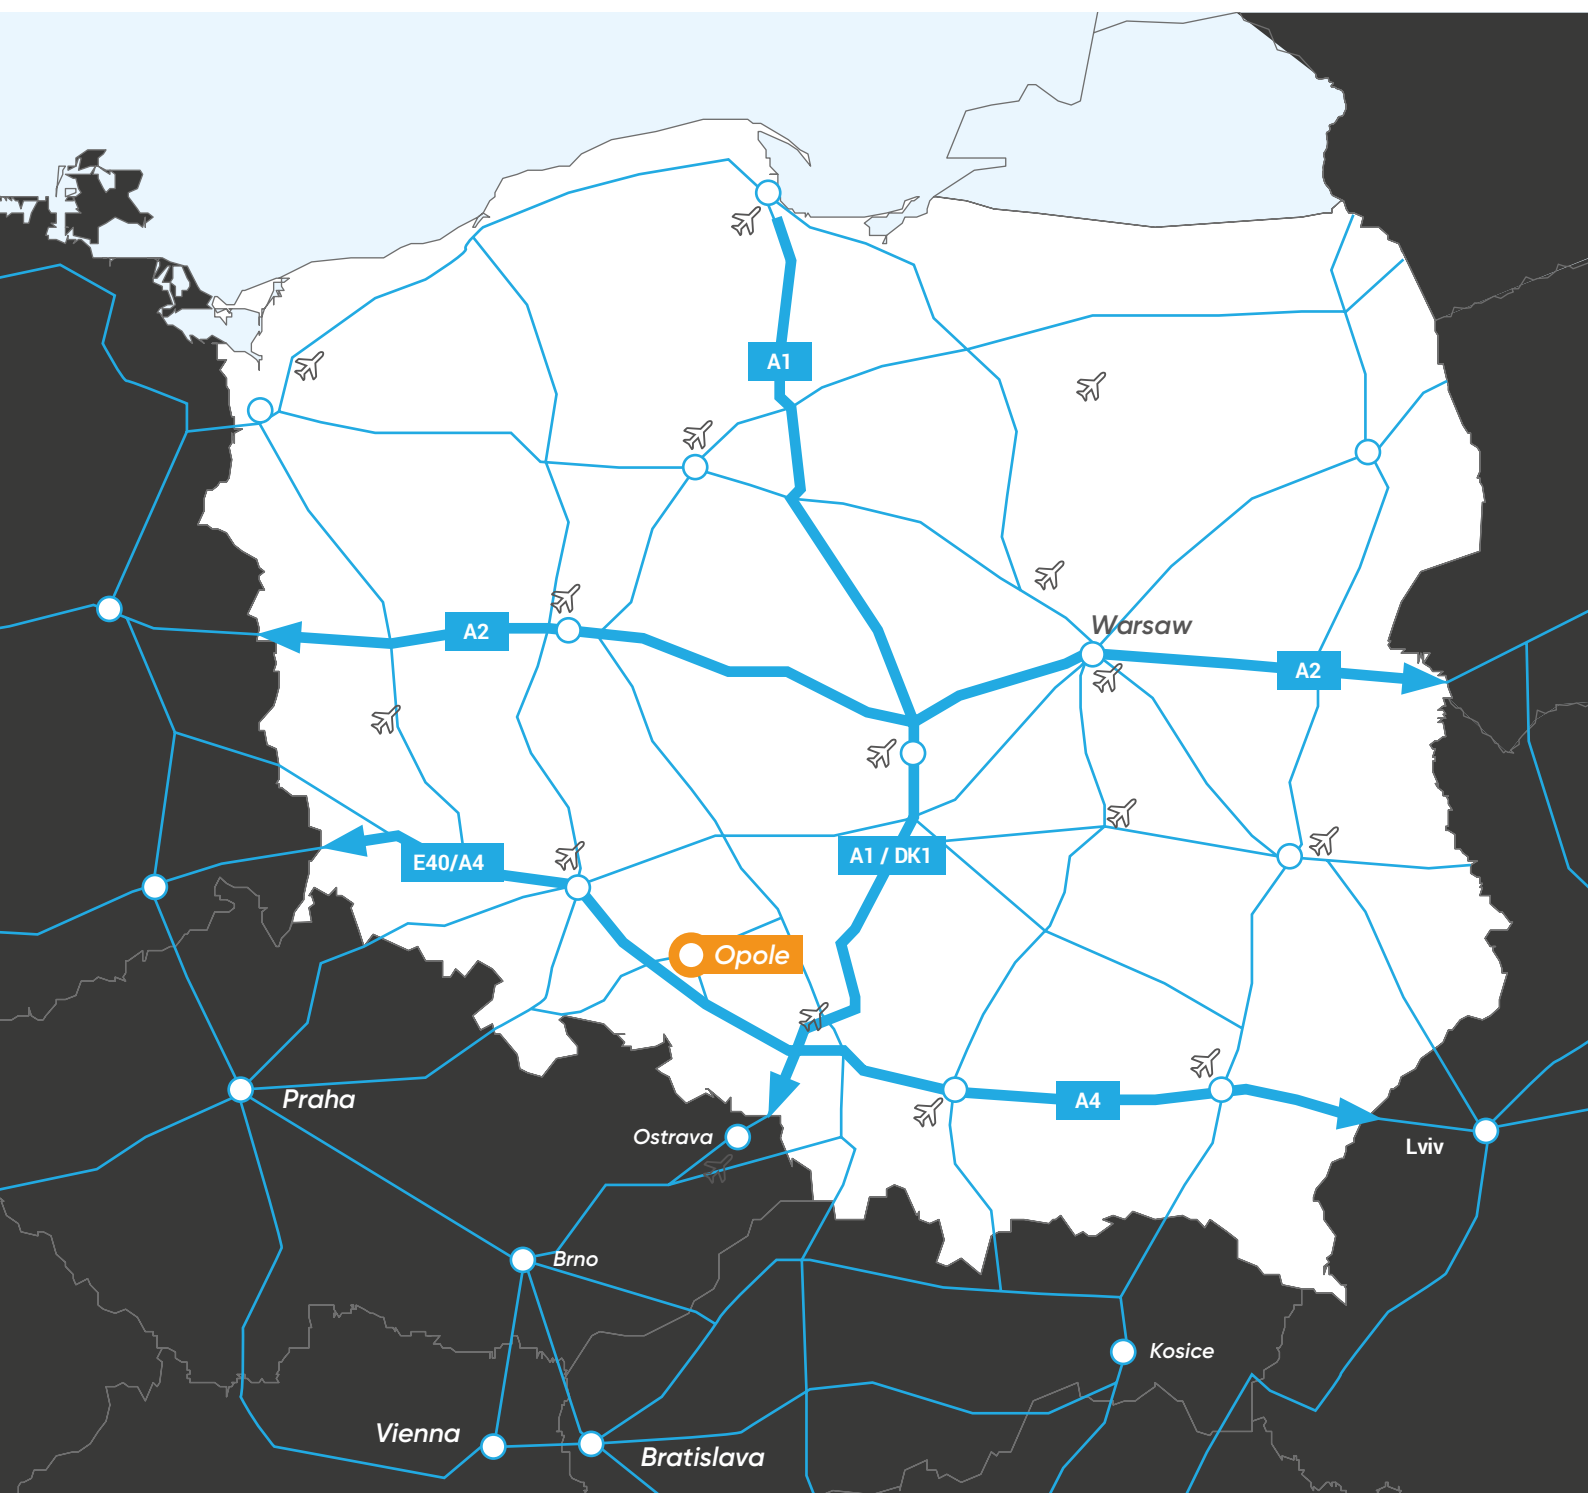 A1
Warsaw
A2
A2
E40/A4
A1 / DK1
Opole
A4
Praha
Ostrava
Lviv
Brno
Kosice
Vienna
Bratislava